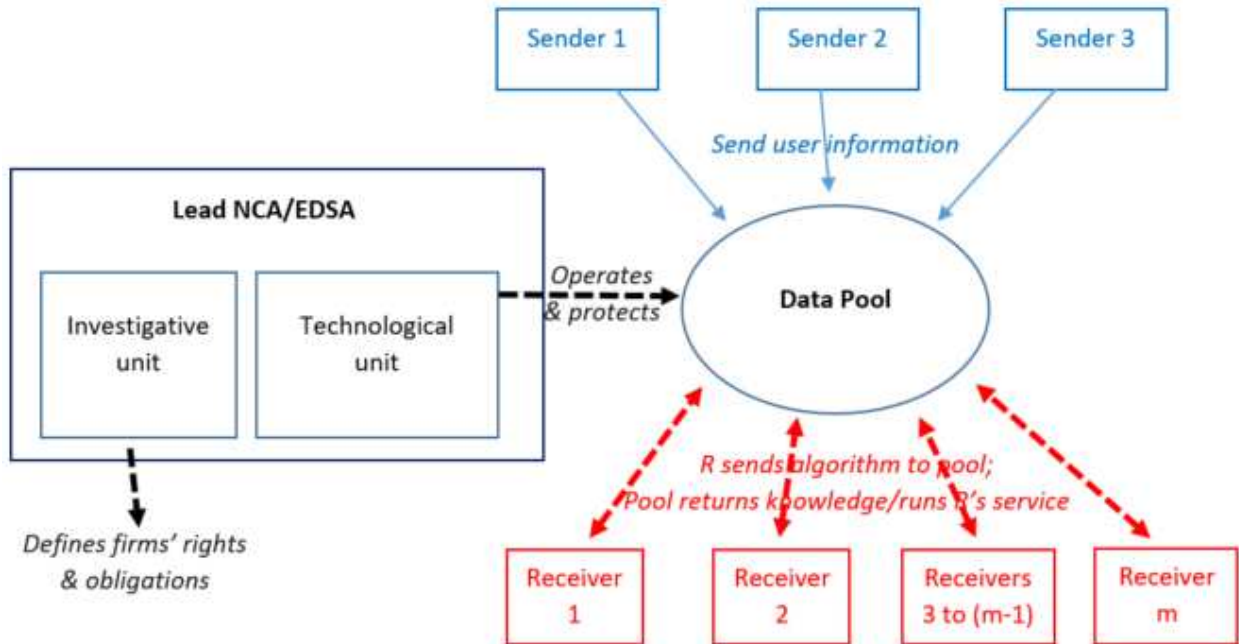 Sender 1
Sender 2
Sender 3
Send user information
Lead NCA/EDSA
Investigative
unit
Technological
unit
Operates
& protects
Data Pool
R sends algorithm to pool;
Pool returns knowledge/runs R's service
Defines firms' rights
& obligations
Receiver
1
Receiver
2
Receivers
3 to (m-1)
Receiver
m